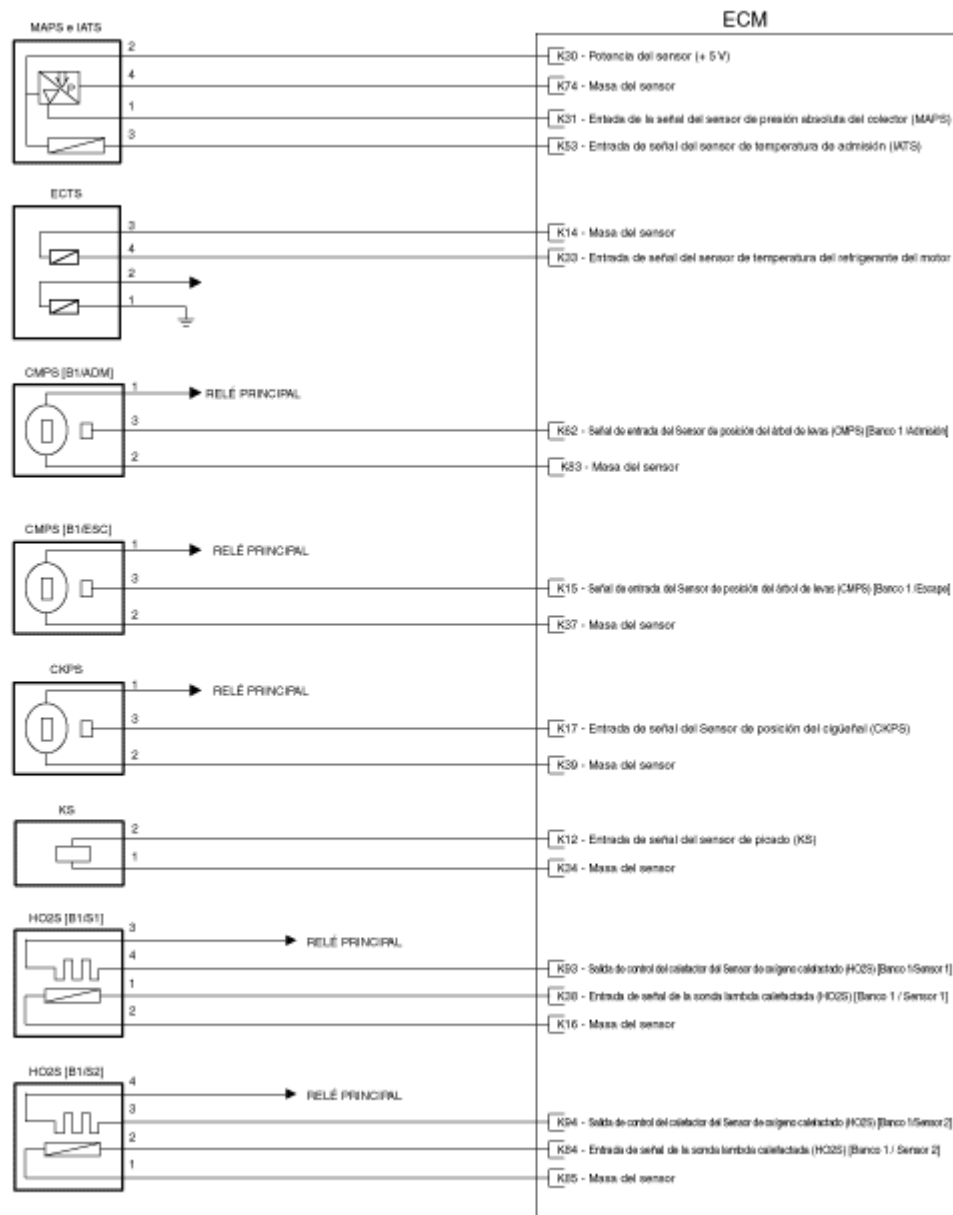 ECM
MAPS e IATS
2
K30 - Potencia del sensor (+ 5 V)
4
K74 - Masa del sensor
1
K31 - Entada de la señal del sensor de presión absoluta del colector (MAPS)
3
K53 - Entrada de señal del sensor de temperatura de admisión (IATS)
ECTS
3
K14 - Masa del sensor
4
K33 - Entrada de señal del sensor de temperatura del refrigerante del motor
2
1
CMPS [B1/ADM]
1
RELÉ PRINCIPAL
3
K62 - Señal de entrada del Sensor de posición del árbol de levas (CMPS) [Banco 1 /Admisión]
2
K83 - Masa del sensor
CMPS [B1/ESC]
1
RELÉ PRINCIPAL
3
K15 - Señal de entrada del Sensor de posición del árbol de levas (CMPS) [Banco 1 /Escape]
2
K37 - Masa del sensor
CKPS
1
RELÉ PRINCIPAL
3
K17 - Entrada de señal del Sensor de posición del cigüeñal (CKPS)
2
K39 - Masa del sensor
KS
2
K12 - Entrada de señal del sensor de picado (KS)
1
K34 - Masa del sensor
HO2S [B1/S1]
3
RELÉ PRINCIPAL
4
K93 - Salida de control del calefactor del Sensor de oxígeno calefactado (HO2S) [Banco 1/Sensor 1]
1
K38 - Entrada de señal de la sonda lambda calefactada (HO2S) [Banco 1 / Sensor 1]
2
K16 - Masa del sensor
HO2S [B1/S2]
4
RELÉ PRINCIPAL
3
K94 - Salida de control del calefactor del Sensor de oxígeno calefactado (HO2S) [Banco 1/Sensor 2]
2
K84 - Entrada de señal de la sonda lambda calefactada (HO2S) [Banco 1 / Sensor 2]
1
K85 - Masa del sensor